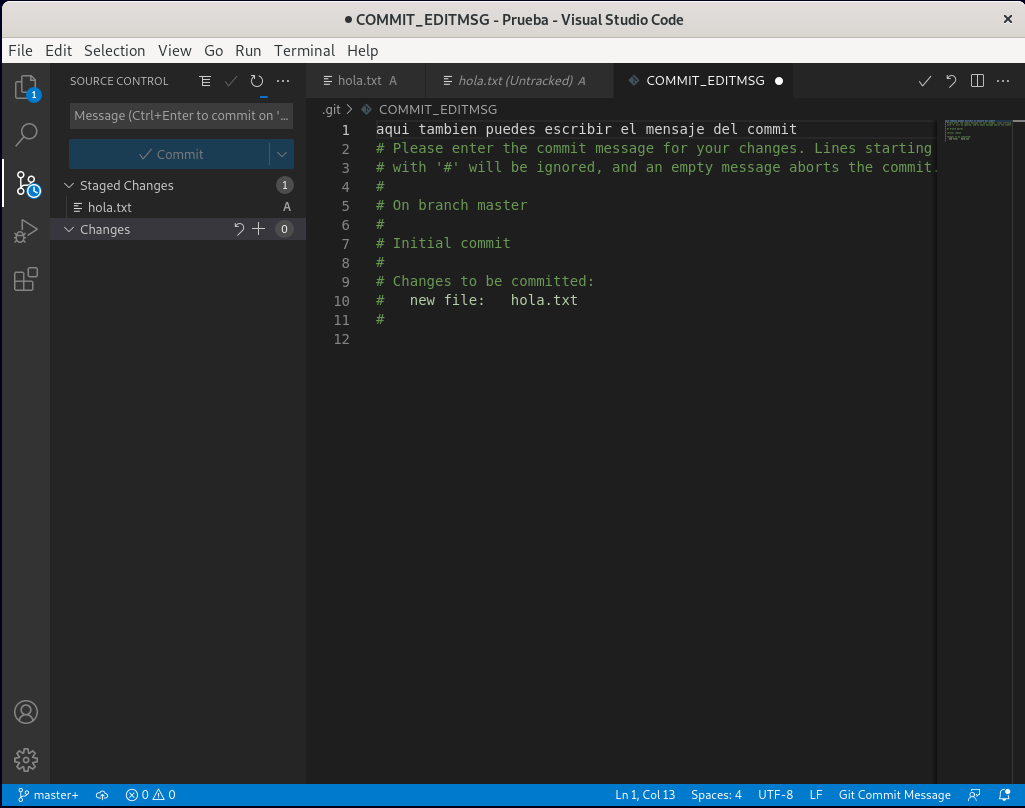 ● COMMIT_EDITMSG - Prueba - Visual Studio Code
File Edit Selection View Go Run Terminal Help
SOURCE CONTROL
hola.txt A
hola.txt (Untracked) A
COMMIT_EDITMSG ●
1
Message (Ctrl+Enter to commit on '...
Commit
Staged Changes 1
hola.txt A
Changes 0
.git > COMMIT_EDITMSG
1 aqui tambien puedes escribir el mensaje del commit
2 # Please enter the commit message for your changes. Lines starting
3 # with '#' will be ignored, and an empty message aborts the commit.
4 #
5 # On branch master
6 #
7 # Initial commit
8 #
9 # Changes to be committed:
10 #   new file:   hola.txt
11 #
12
master+ 0 0 Ln 1, Col 13 Spaces: 4 UTF-8 LF Git Commit Message